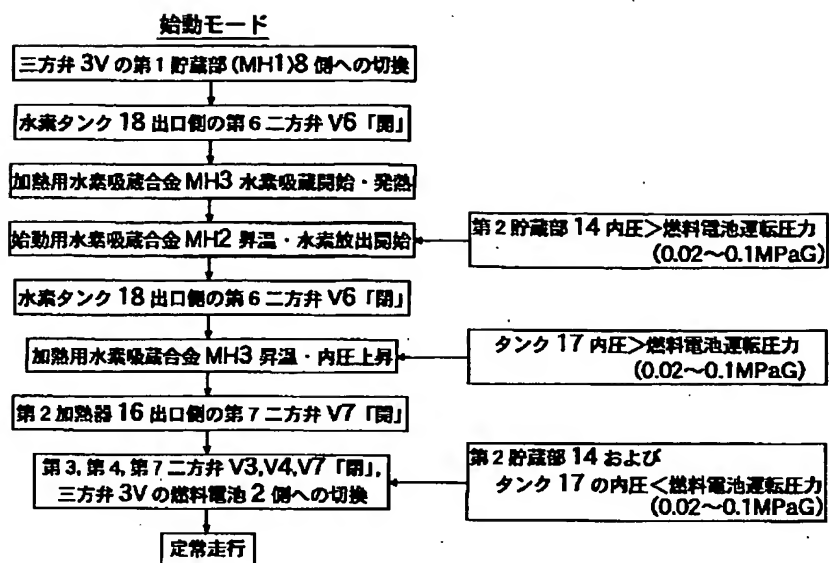 始動モード
三方弁 3V の第1貯蔵部(MH1)8 側への切換
水素タンク 18 出口側の第6二方弁 V6「開」
加熱用水素吸蔵合金 MH3 水素吸蔵開始・発熱
始動用水素吸蔵合金 MH2 昇温・水素放出開始
第2貯蔵部 14 内圧>燃料電池運転圧力
(0.02〜0.1MPaG)
水素タンク 18 出口側の第6二方弁 V6「閉」
加熱用水素吸蔵合金 MH3 昇温・内圧上昇
タンク 17 内圧>燃料電池運転圧力
(0.02〜0.1MPaG)
第2加熱器 16 出口側の第7二方弁 V7「開」
第3,第4,第7二方弁 V3,V4,V7「閉」,
三方弁 3V の燃料電池 2 側への切換
第2貯蔵部 14 および
タンク 17 の内圧<燃料電池運転圧力
(0.02〜0.1MPaG)
定常走行